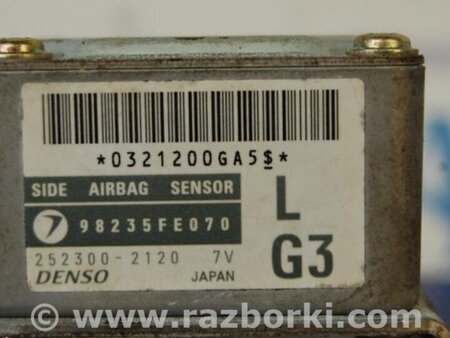 *0321200GA5$*
SIDE AIRBAG SENSOR
98235FE070
L
252300-2120 7V
G3
DENSO JAPAN
© www.razborki.com